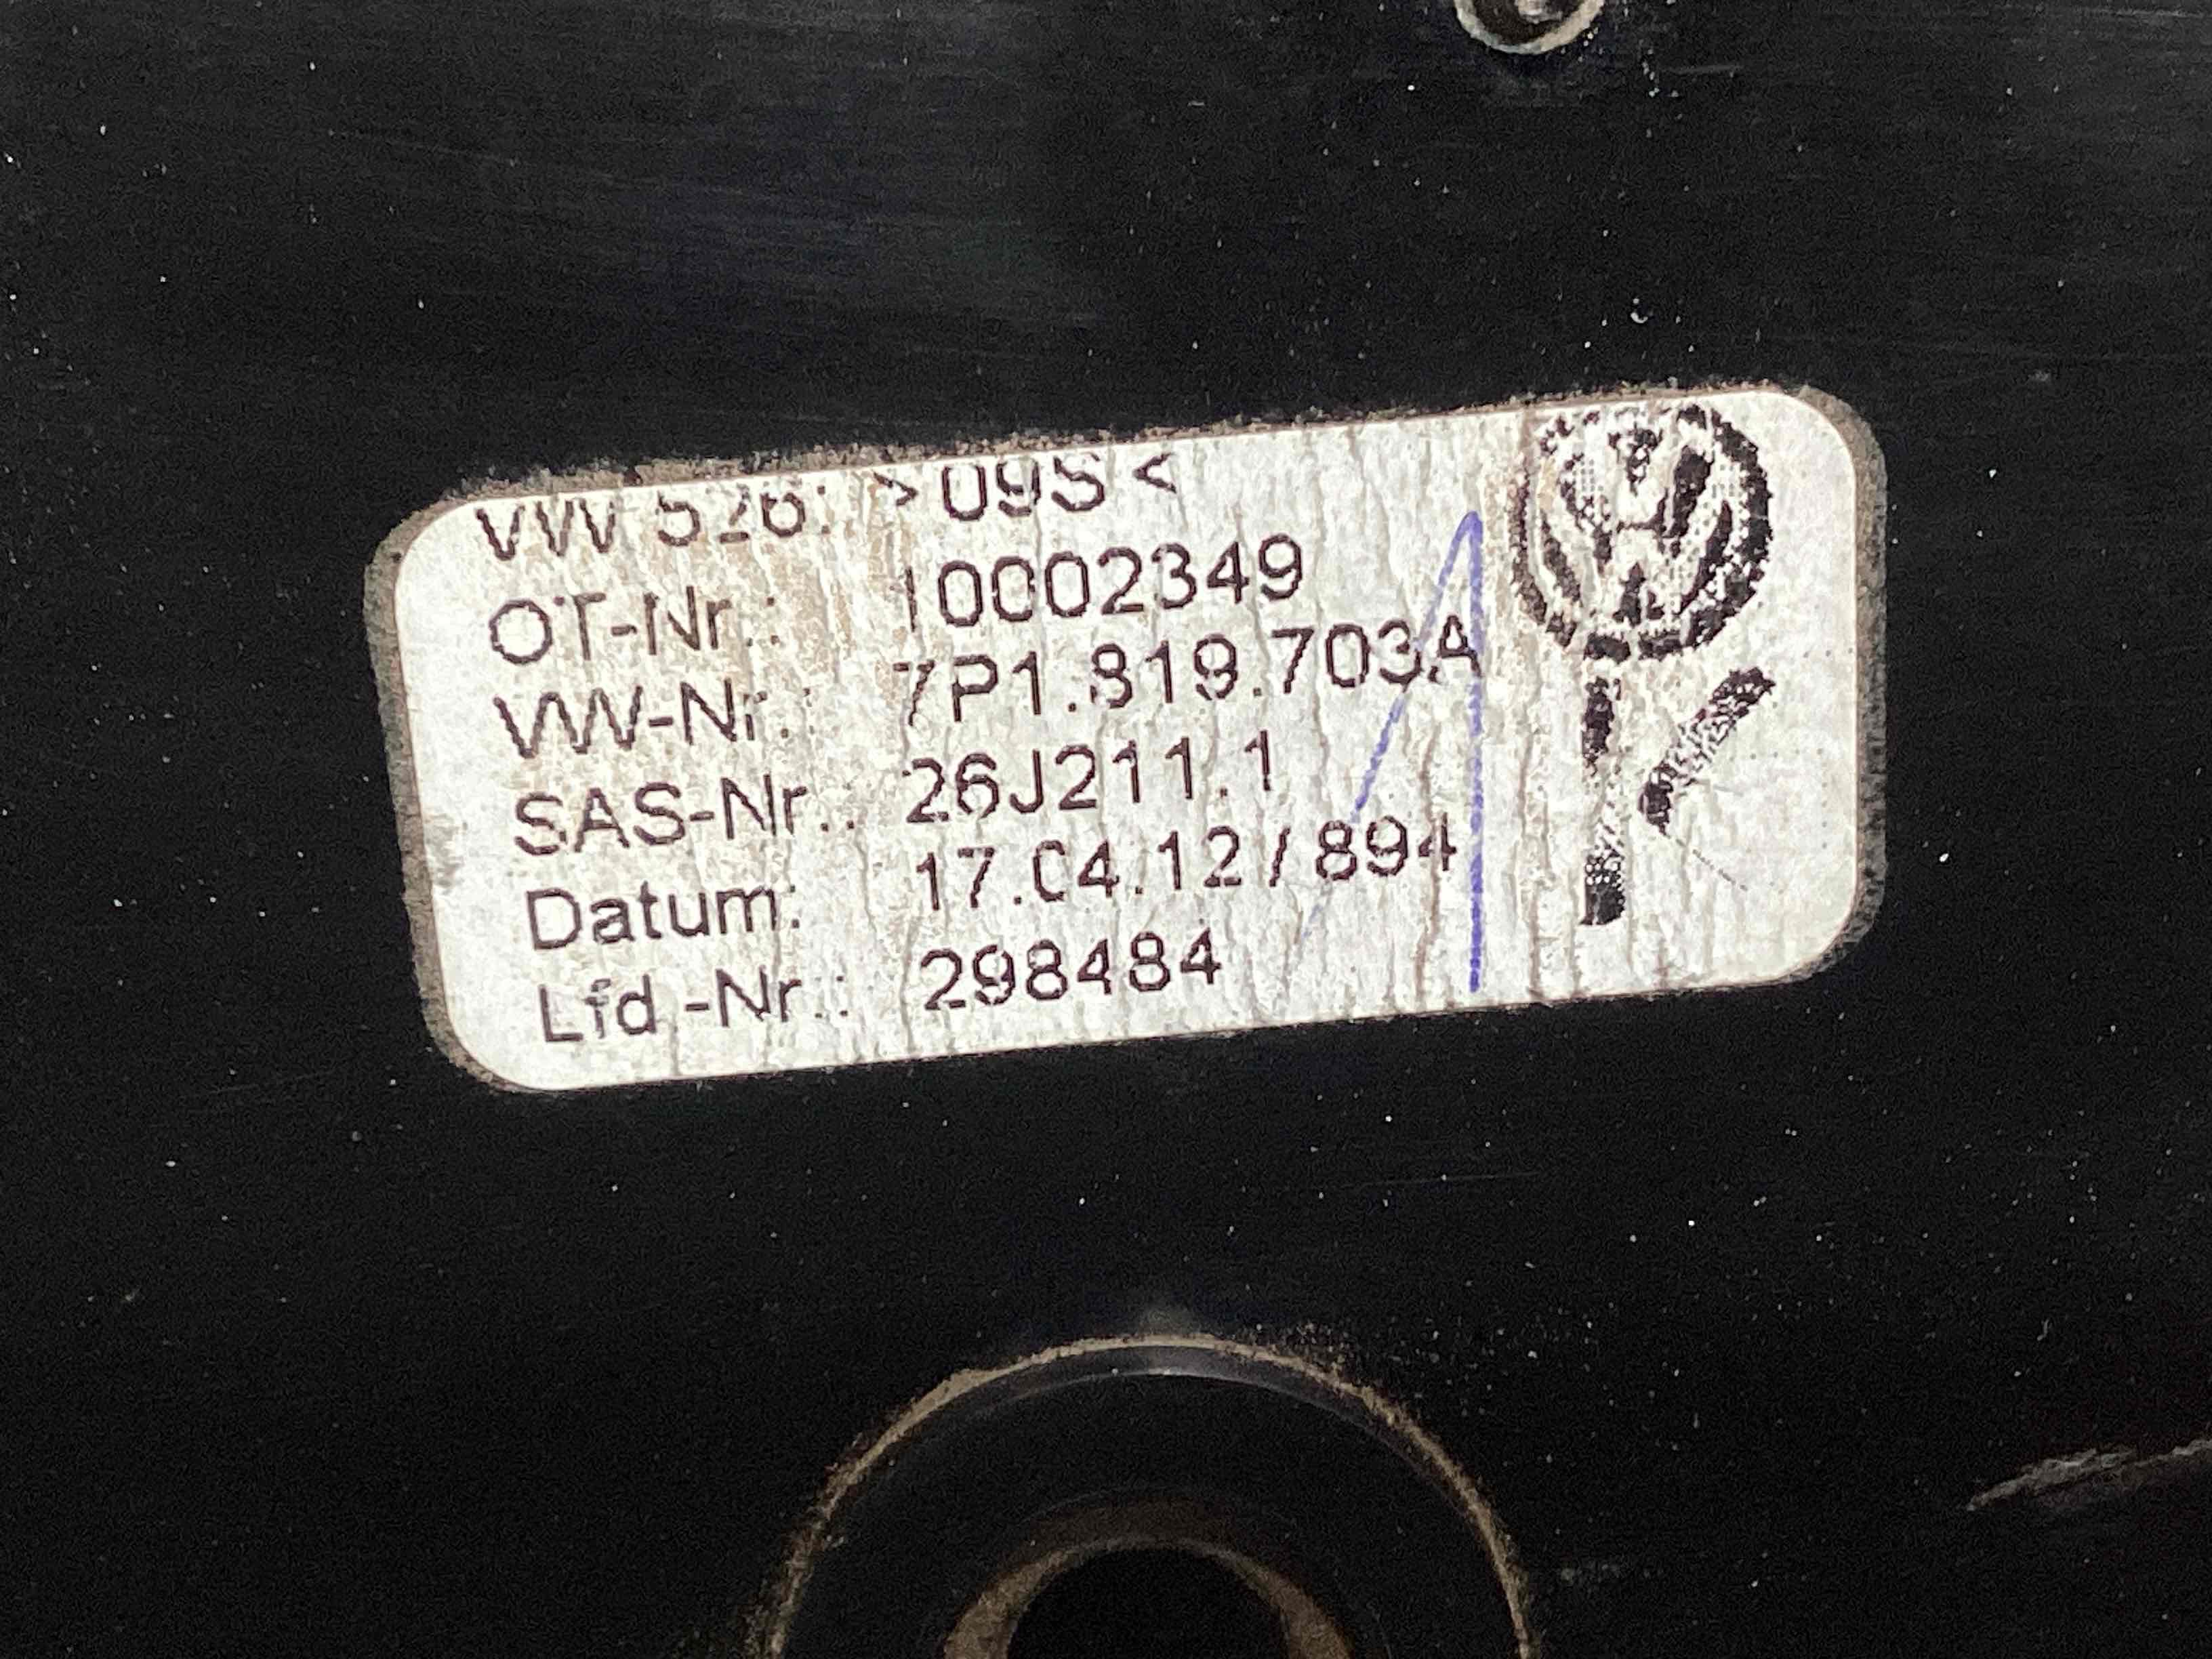 VW 526: >09S<
OT-Nr.: 10002349
VW-Nr.: 7P1.819.703A
SAS-Nr.: 26J211.1
Datum: 17.04.12 / 894
Lfd.-Nr.: 298484